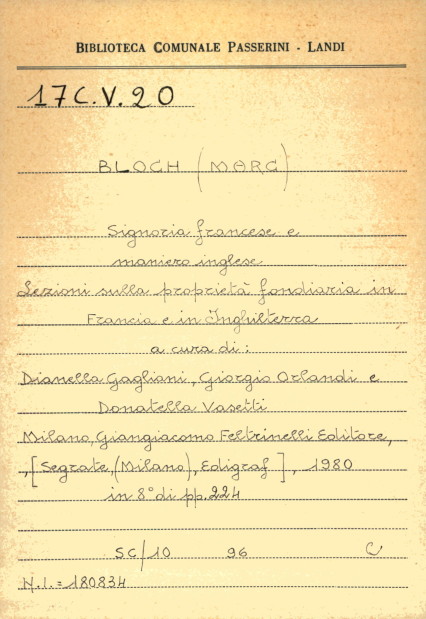 BIBLIOTECA COMUNALE PASSERINI - LANDI
17C.V.20
BLOCH (MARC)
Signoria francese e
maniero inglese
Lezioni sulla proprietà fondiaria in
Francia e in Inghilterra
a cura di:
Dianella Gaglioni, Giorgio Orlandi e
Donatella Vasetti
Milano, Giangiacomo Feltrinelli Editore,
,[Segrate, (Milano), Edigraf], 1980
in 8° di pp. 224
SC/10 96 C
N.I.=180834